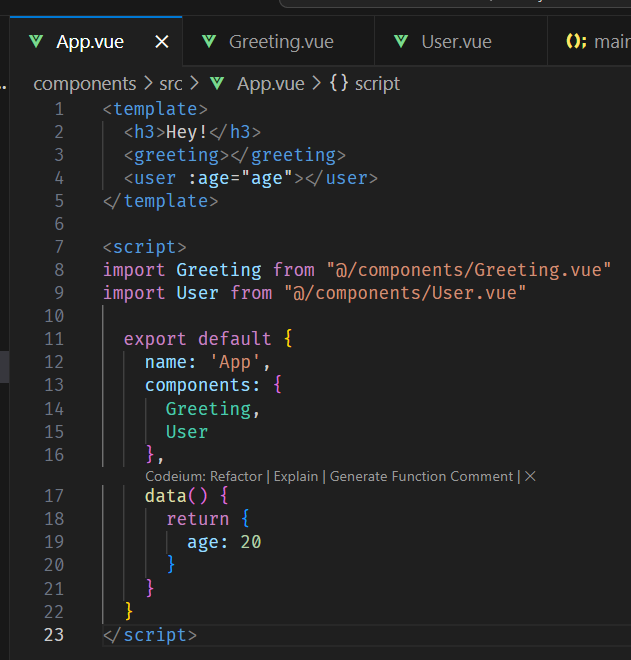 App.vue Greeting.vue User.vue main
components > src > App.vue > {} script
1 <template>
2 <h3>Hey!</h3>
3 <greeting></greeting>
4 <user :age="age"></user>
5 </template>
6
7 <script>
8 import Greeting from "@/components/Greeting.vue"
9 import User from "@/components/User.vue"
10
11 export default {
12 name: 'App',
13 components: {
14 Greeting,
15 User
16 },
Codeium: Refactor | Explain | Generate Function Comment | ×
17 data() {
18 return {
19 age: 20
20 }
21 }
22 }
23 </script>